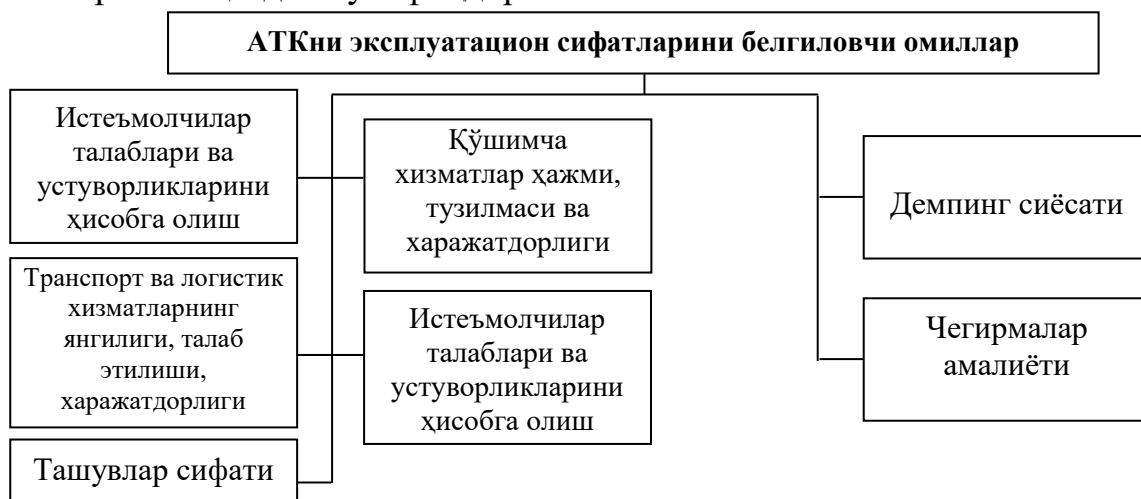 АТКни эксплуатацион сифатларини белгиловчи омиллар
Истеъмолчилар
талаблари ва
устуворликларини
ҳисобга олиш
Қўшимча
хизматлар ҳажми,
тузилмаси ва
харажатдорлиги
Демпинг сиёсати
Транспорт ва логистик
хизматларнинг
янгилиги, талаб
этилиши,
харажатдорлиги
Истеъмолчилар
талаблари ва
устуворликларини
ҳисобга олиш
Чегирмалар
амалиёти
Ташувлар сифати